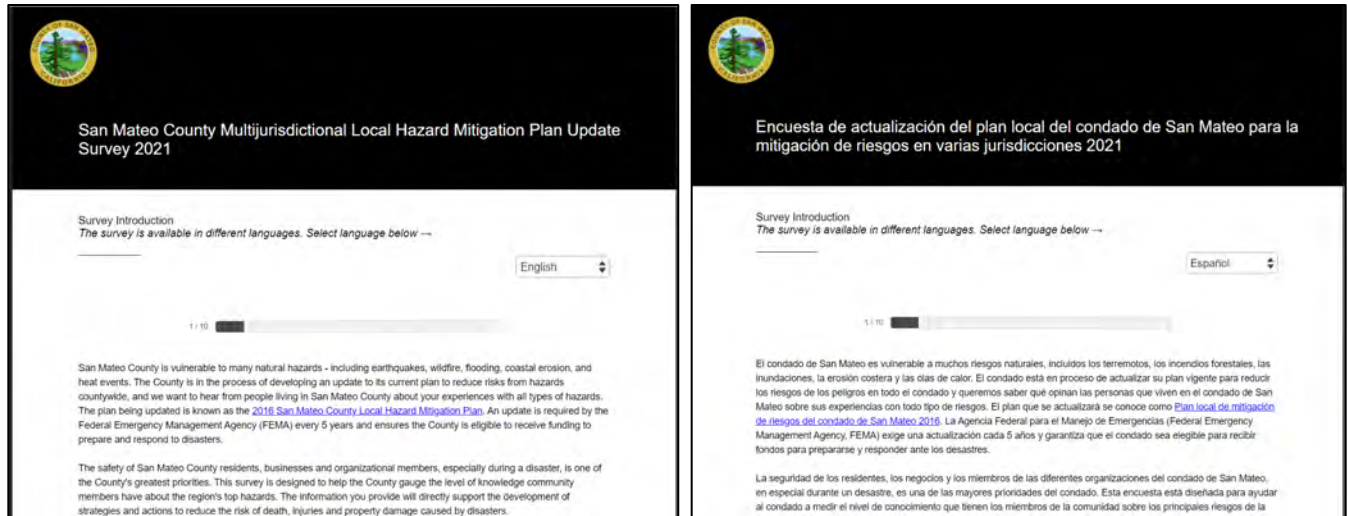 COUNTY OF SAN MATEO
CALIFORNIA
San Mateo County Multijurisdictional Local Hazard Mitigation Plan Update
Survey 2021
Survey Introduction
The survey is available in different languages. Select language below →
English
1 / 10
San Mateo County is vulnerable to many natural hazards - including earthquakes, wildfire, flooding, coastal erosion, and
heat events. The County is in the process of developing an update to its current plan to reduce risks from hazards
countywide, and we want to hear from people living in San Mateo County about your experiences with all types of hazards.
The plan being updated is known as the 2016 San Mateo County Local Hazard Mitigation Plan. An update is required by the
Federal Emergency Management Agency (FEMA) every 5 years and ensures the County is eligible to receive funding to
prepare and respond to disasters.
The safety of San Mateo County residents, businesses and organizational members, especially during a disaster, is one of
the County's greatest priorities. This survey is designed to help the County gauge the level of knowledge community
members have about the region's top hazards. The information you provide will directly support the development of
strategies and actions to reduce the risk of death, injuries and property damage caused by disasters.
COUNTY OF SAN MATEO
CALIFORNIA
Encuesta de actualización del plan local del condado de San Mateo para la
mitigación de riesgos en varias jurisdicciones 2021
Survey Introduction
The survey is available in different languages. Select language below →
Español
1 / 10
El condado de San Mateo es vulnerable a muchos riesgos naturales, incluidos los terremotos, los incendios forestales, las
inundaciones, la erosión costera y las olas de calor. El condado está en proceso de actualizar su plan vigente para reducir
los riesgos de los peligros en todo el condado y queremos saber qué opinan las personas que viven en el condado de San
Mateo sobre sus experiencias con todo tipo de riesgos. El plan que se actualizará se conoce como Plan local de mitigación
de riesgos del condado de San Mateo 2016. La Agencia Federal para el Manejo de Emergencias (Federal Emergency
Management Agency, FEMA) exige una actualización cada 5 años y garantiza que el condado sea elegible para recibir
fondos para prepararse y responder ante los desastres.
La seguridad de los residentes, los negocios y los miembros de las diferentes organizaciones del condado de San Mateo,
en especial durante un desastre, es una de las mayores prioridades del condado. Esta encuesta está diseñada para ayudar
al condado a medir el nivel de conocimiento que tienen los miembros de la comunidad sobre los principales riesgos de la